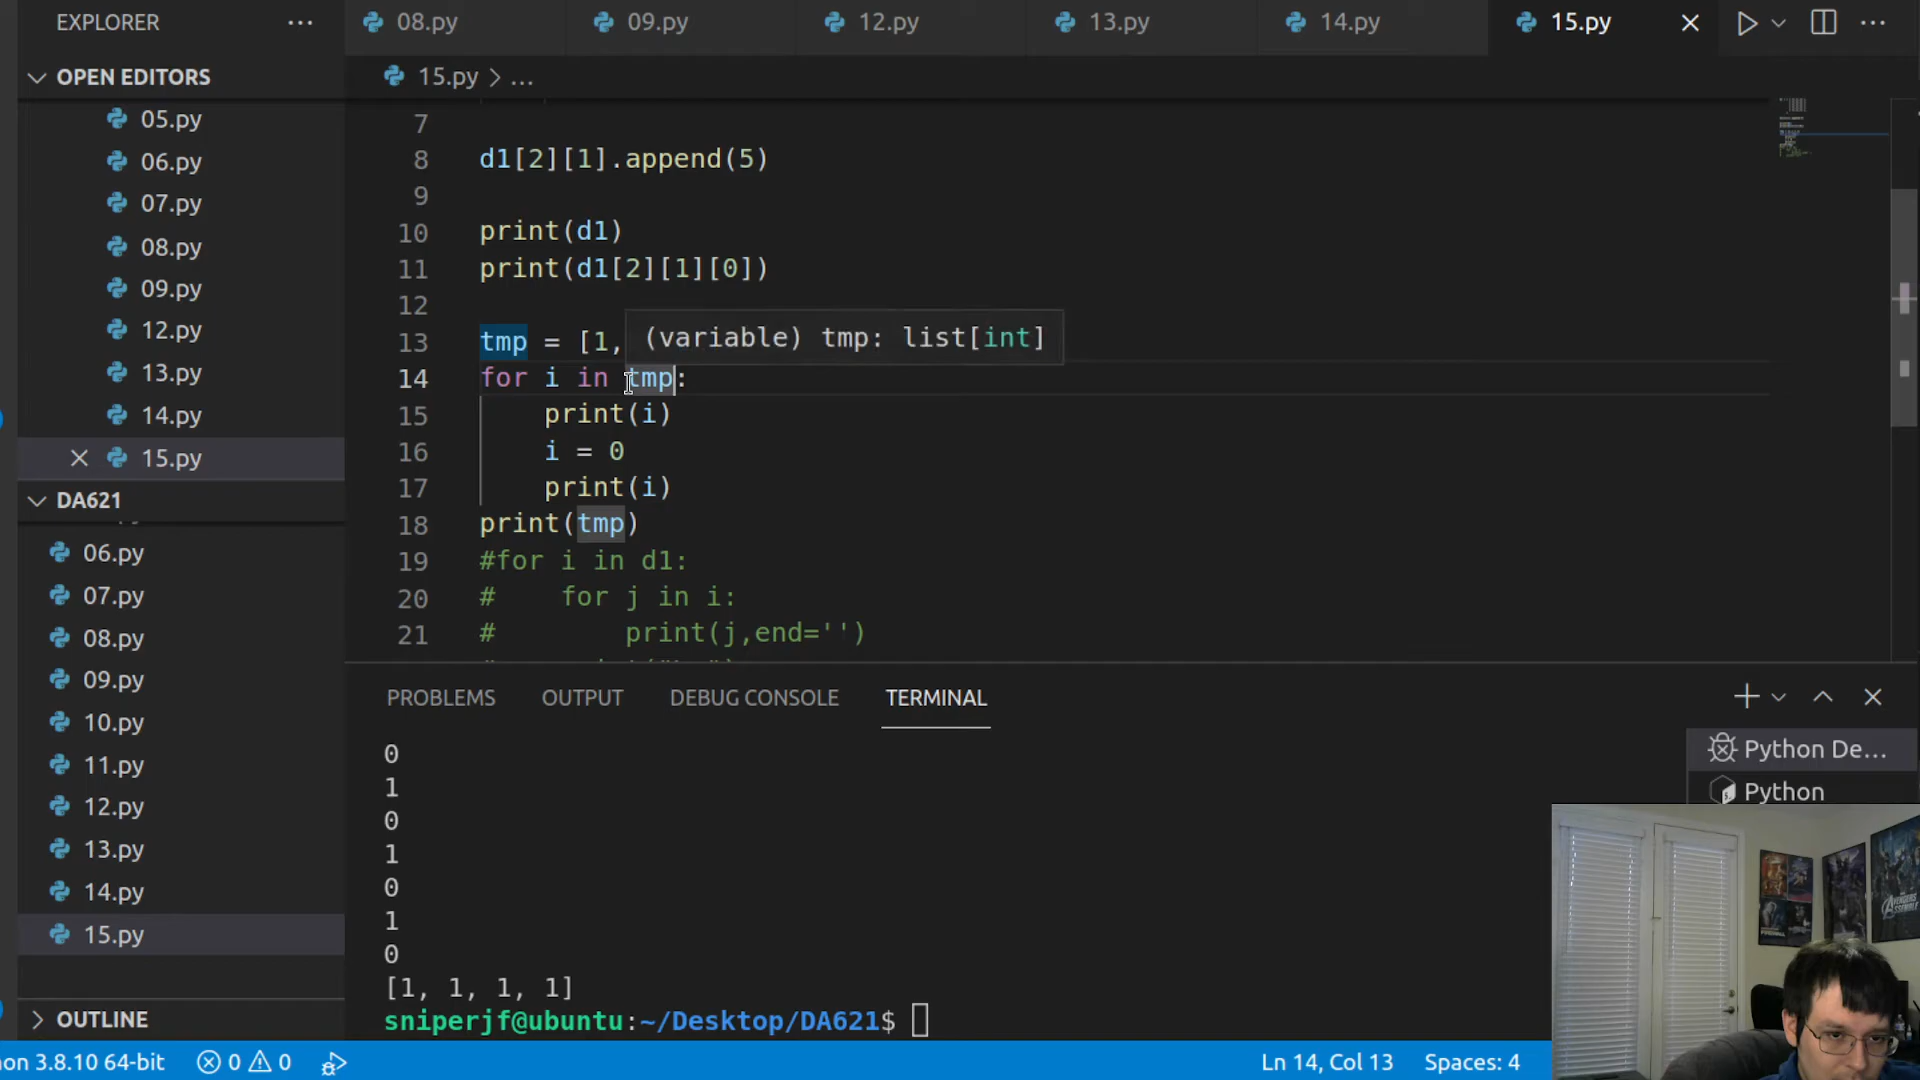 EXPLORER ...
08.py 09.py 12.py 13.py 14.py 15.py
OPEN EDITORS
05.py
06.py
07.py
08.py
09.py
12.py
13.py
14.py
15.py
DA621
06.py
07.py
08.py
09.py
10.py
11.py
12.py
13.py
14.py
15.py
OUTLINE
15.py > ...
7
8 d1[2][1].append(5)
9
10 print(d1)
11 print(d1[2][1][0])
12
(variable) tmp: list[int]
13 tmp = [1,
14 for i in tmp:
15 print(i)
16 i = 0
17 print(i)
18 print(tmp)
19 #for i in d1:
20 # for j in i:
21 # print(j,end='')
PROBLEMS OUTPUT DEBUG CONSOLE TERMINAL
0
1
0
1
0
1
0
[1, 1, 1, 1]
sniperjf@ubuntu:~/Desktop/DA621$
Python De...
Python
AVENGERS
on 3.8.10 64-bit 0 0 Ln 14, Col 13 Spaces: 4